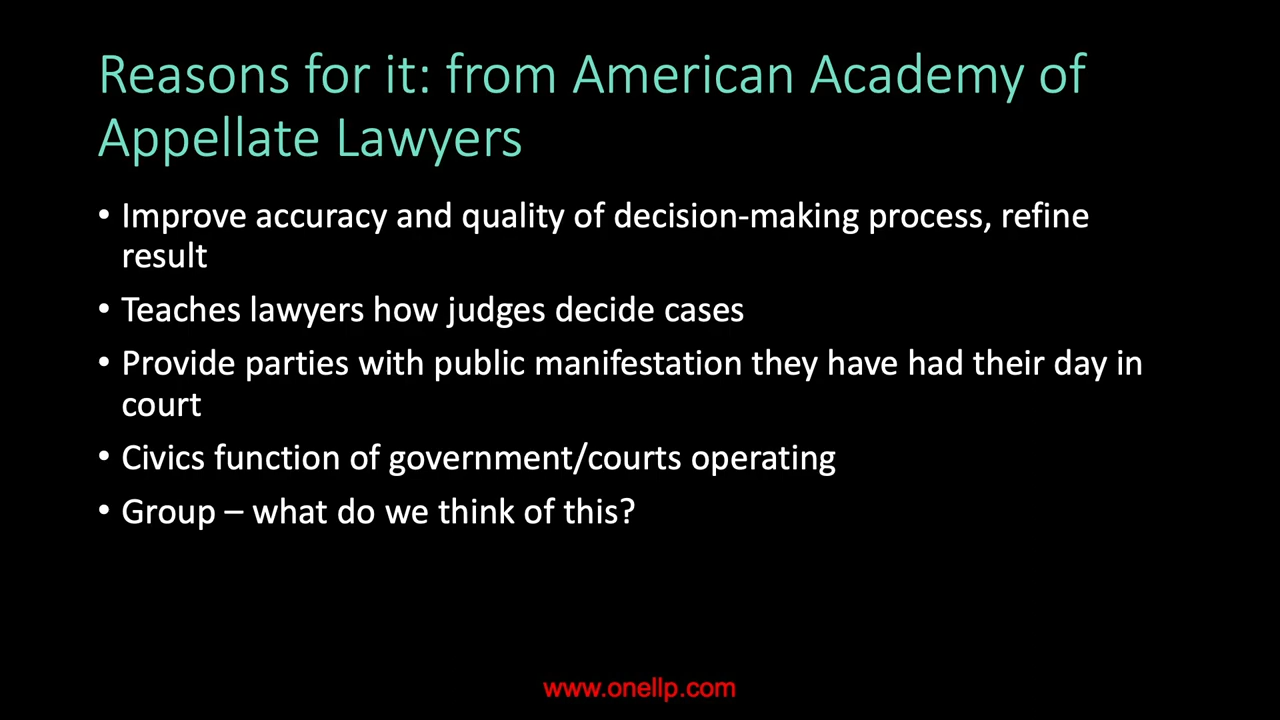 Reasons for it: from American Academy of
Appellate Lawyers
• Improve accuracy and quality of decision-making process, refine
result
• Teaches lawyers how judges decide cases
• Provide parties with public manifestation they have had their day in
court
• Civics function of government/courts operating
• Group – what do we think of this?
www.onellp.com